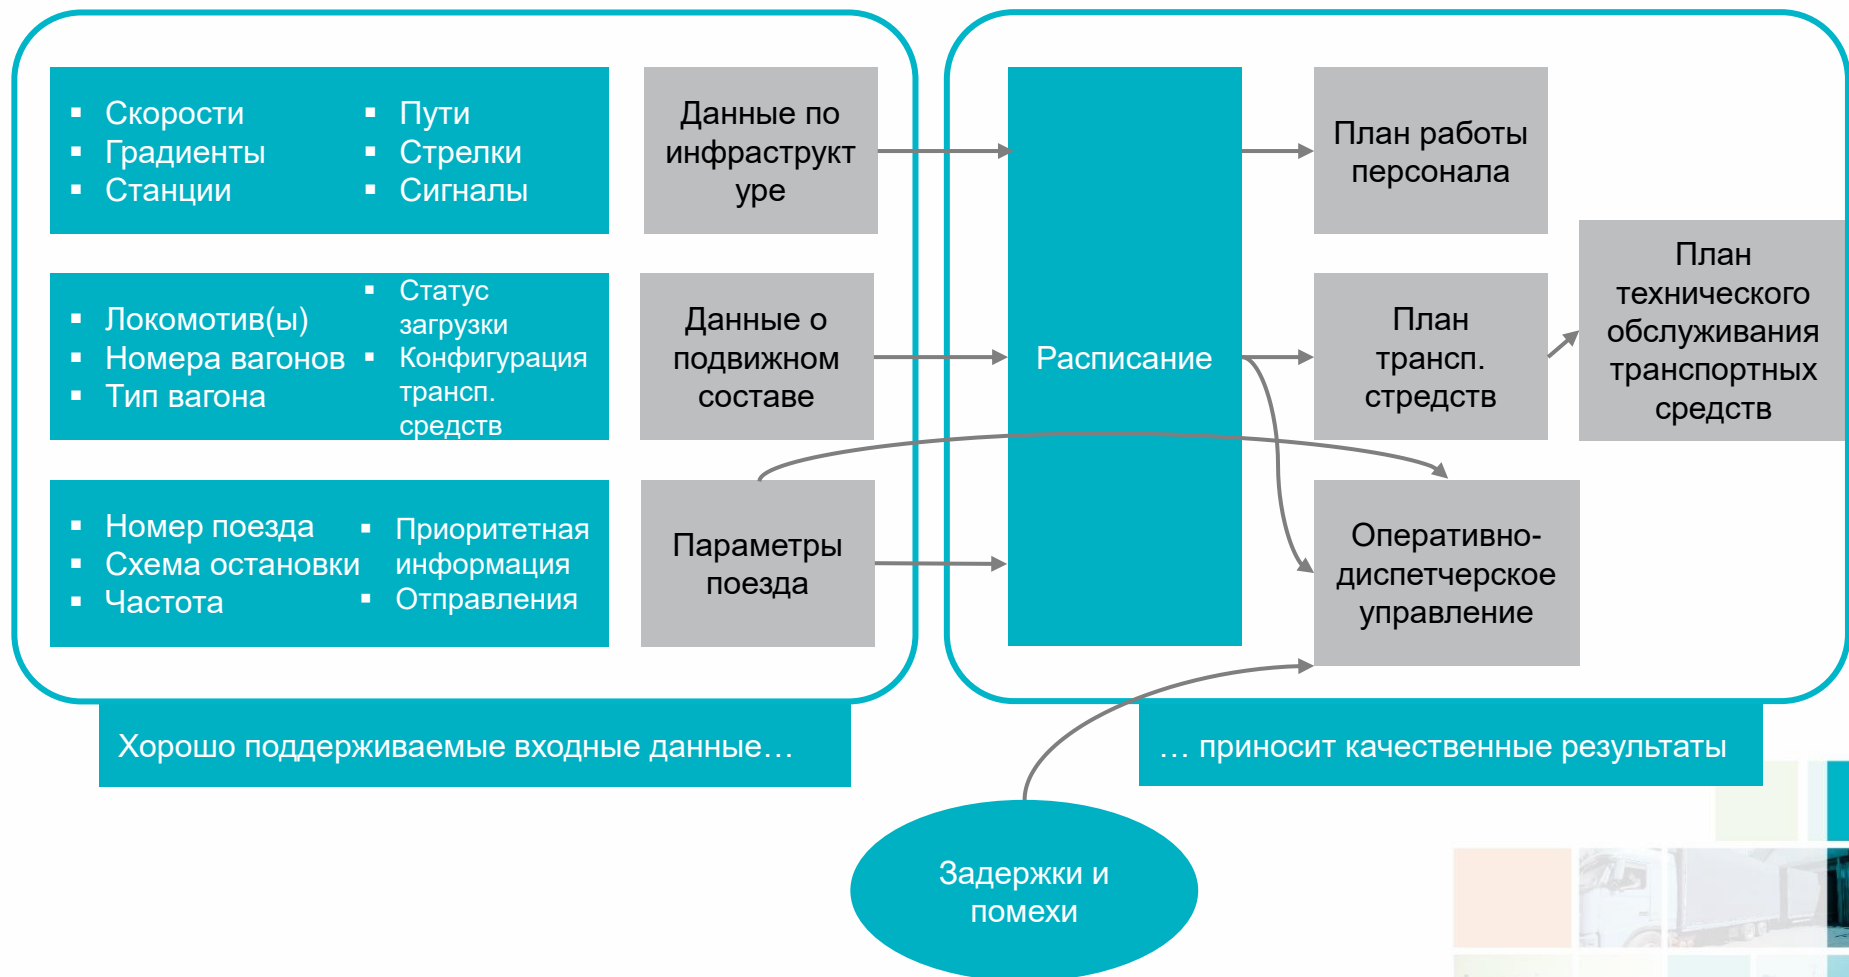 Скорости
Градиенты
Станции
Пути
Стрелки
Сигналы
Данные по
инфраструкт
уре
План работы
персонала
Локомотив(ы)
Номера вагонов
Тип вагона
Статус
загрузки
Конфигурация
трансп.
средств
Данные о
подвижном
составе
Расписание
План
трансп.
стредств
План
технического
обслуживания
транспортных
средств
Номер поезда
Схема остановки
Частота
Приоритетная
информация
Отправления
Параметры
поезда
Оперативно-
диспетчерское
управление
Хорошо поддерживаемые входные данные…
… приносит качественные результаты
Задержки и
помехи